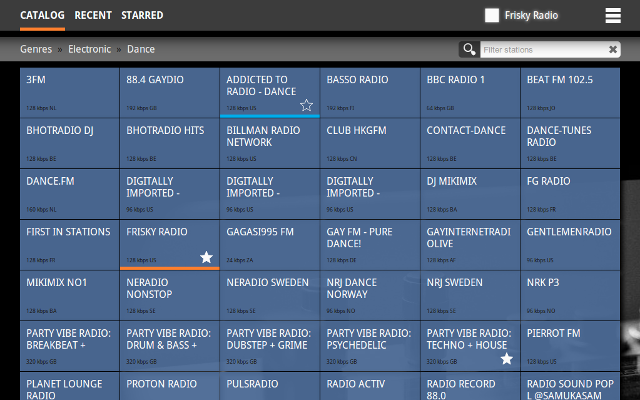 CATALOG RECENT STARRED Frisky Radio
Genres » Electronic » Dance Filter stations
3FM 88.4 GAYDIO ADDICTED TO RADIO - DANCE BASSO RADIO BBC RADIO 1 BEAT FM 102.5
128 kbps NL 192 kbps GB 128 kbps US 192 kbps FI 128 kbps JO
BHOTRADIO DJ BHOTRADIO HITS BILLMAN RADIO NETWORK CLUB HKGFM CONTACT-DANCE DANCE-TUNES RADIO
128 kbps BE 128 kbps BE 128 kbps US 128 kbps CN 128 kbps BE 128 kbps BE
DANCE.FM DIGITALLY IMPORTED - DIGITALLY IMPORTED - DIGITALLY IMPORTED - DJ MIKIMIX FG RADIO
160 kbps NL 96 kbps US 96 kbps US 96 kbps US 128 kbps BA 128 kbps FR
FIRST IN STATIONS FRISKY RADIO GAGASI995 FM GAY FM - PURE DANCE! GAYINTERNETRADI OLIVE GENTLEMENRADIO
128 kbps US 24 kbps ZA 128 kbps DE 128 kbps AF 96 kbps US
MIKIMIX NO1 NERADIO NONSTOP NERADIO SWEDEN NRJ DANCE NORWAY NRJ SWEDEN NRK P3
128 kbps BA 128 kbps SE 128 kbps SE 96 kbps NO 128 kbps SE 96 kbps NO
PARTY VIBE RADIO: BREAKBEAT + PARTY VIBE RADIO: DRUM & BASS + PARTY VIBE RADIO: DUBSTEP + GRIME PARTY VIBE RADIO: PSYCHEDELIC PARTY VIBE RADIO: TECHNO + HOUSE PIERROT FM
320 kbps GB 320 kbps GB 320 kbps GB 320 kbps GB 320 kbps GB 128 kbps US
PLANET LOUNGE RADIO PROTON RADIO PULSRADIO RADIO ACTIV RADIO RECORD 88.0 RADIO SOUND POP L @SAMUKASAM